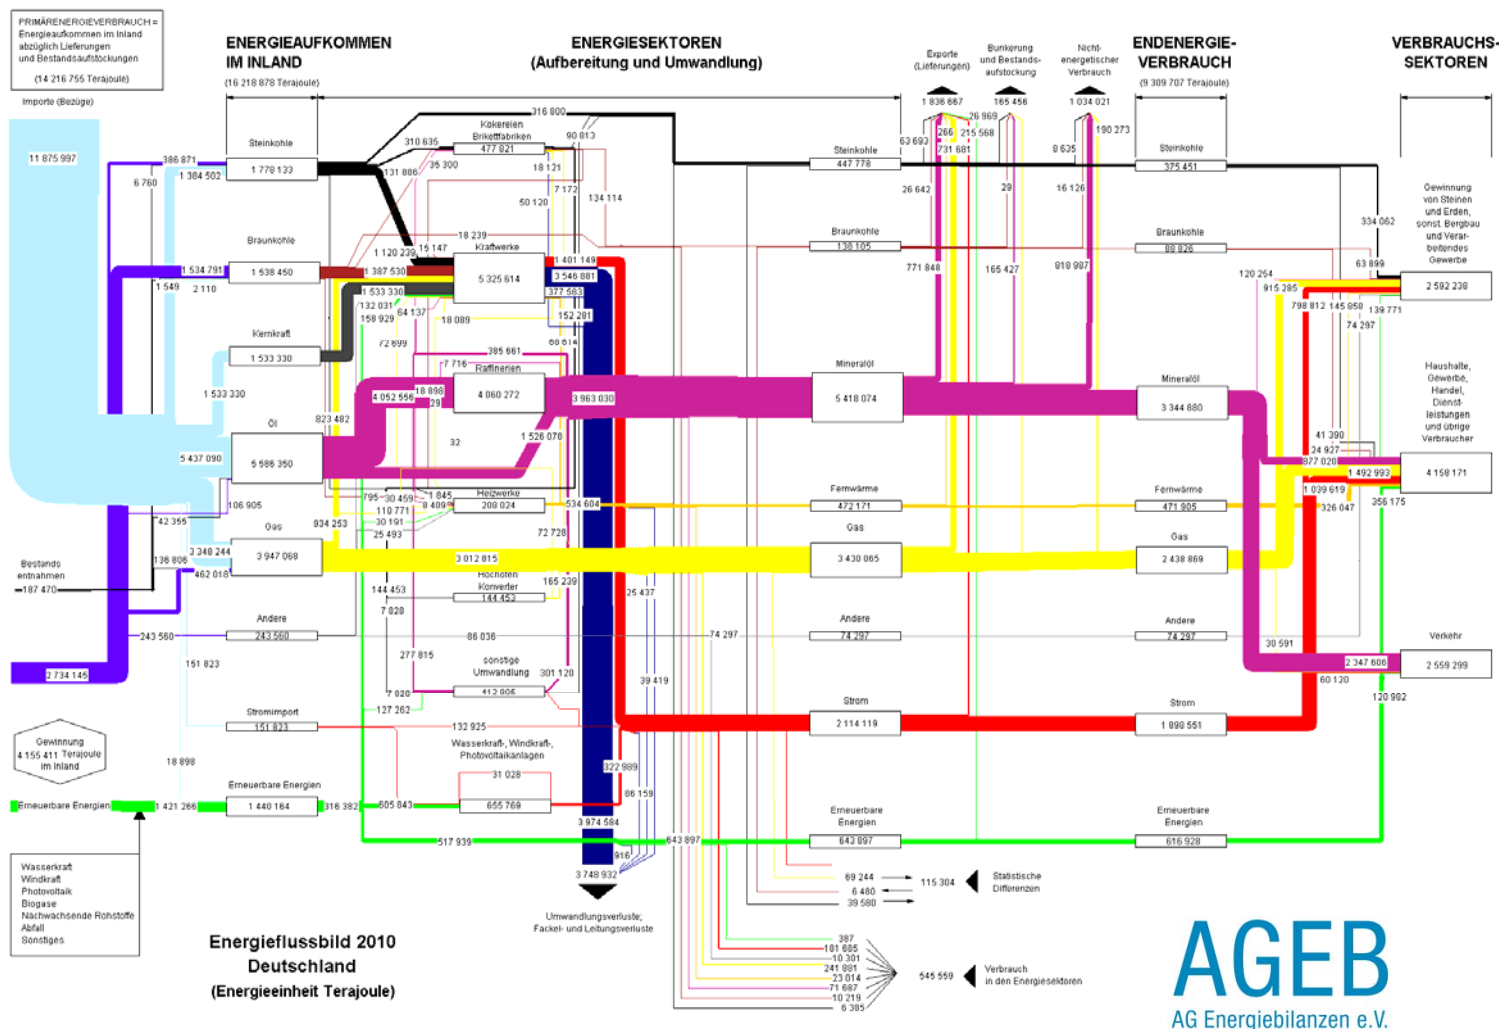 PRIMÄRENERGIEVERBRAUCH =
Energieaufkommen im Inland
abzüglich Lieferungen
und Bestandsaufstockungen
(14 216 755 Terajoule)
Importe (Bezüge)
ENERGIEAUFKOMMEN
IM INLAND
(16 218 878 Terajoule)
ENERGIESEKTOREN
(Aufbereitung und Umwandlung)
Exporte
(Lieferungen)
1 836 667
Bunkerung
und Bestands-
aufstockung
165 456
Nicht-
energetischer
Verbrauch
1 034 021
ENDENERGIE-
VERBRAUCH
(9 309 707 Terajoule)
VERBRAUCHS-
SEKTOREN
11 875 997
386 871
1 384 502
6 760
1 534 791
2 110
1 549
1 533 330
5 437 090
106 905
42 355
3 348 244
136 806
462 018
Bestands
entnahmen
187 470
243 560
151 823
2 734 145
18 898
Gewinnung
4 155 411 Terajoule
im Inland
Erneuerbare Energien
1 421 266
Wasserkraft
Windkraft
Photovoltaik
Biogase
Nachwachsende Rohstoffe
Abfall
Sonstiges
Steinkohle
1 778 133
Braunkohle
1 538 450
Kernkraft
1 533 330
Öl
5 586 350
Gas
3 947 068
Andere
243 560
Stromimport
151 823
Erneuerbare Energien
1 440 164
316 382
316 800
310 635
35 300
131 886
90 813
18 121
7 172
50 120
134 114
18 239
1 120 239
15 147
1 387 530
1 533 330
132 031
158 929
64 137
18 089
72 699
385 661
7 716
4 052 556
18 898
29
823 482
32
1 526 078
795
30 459
1 845
8 409
110 771
30 191
25 493
934 253
3 012 815
144 453
7 028
86 036
277 815
7 020
127 262
132 925
605 843
517 939
Kokereien
Brikettfabriken
477 821
Kraftwerke
5 325 614
Raffinerien
4 060 272
Heizwerke
208 024
Hochöfen
Konverter
144 453
sonstige
Umwandlung
412 905
Wasserkraft-, Windkraft-,
Photovoltaikanlagen
31 028
655 769
1 401 149
3 546 881
377 583
152 281
68 614
3 963 030
534 604
72 728
165 239
25 437
301 120
39 419
74 297
322 989
86 159
3 974 584
916
643 897
3 748 932
Umwandlungsverluste;
Fackel- und Leitungsverluste
Steinkohle
447 778
Braunkohle
138 105
Mineralöl
5 418 074
Fernwärme
472 171
Gas
3 430 065
Andere
74 297
Strom
2 114 119
Erneuerbare
Energien
643 897
63 693
266
26 969
215 568
731 681
26 642
771 848
29
165 427
8 635
190 273
16 126
818 987
Steinkohle
375 451
Braunkohle
88 826
Mineralöl
3 344 880
Fernwärme
471 905
Gas
2 438 869
Andere
74 297
Strom
1 898 551
Erneuerbare
Energien
616 928
334 062
63 899
120 254
915 285
798 812
145 858
139 771
74 297
41 390
24 927
877 020
1 492 993
1 039 619
326 047
356 175
30 591
2 347 606
60 120
120 982
Gewinnung
von Steinen
und Erden,
sonst. Bergbau
und Verar-
beitendes
Gewerbe
2 592 238
Haushalte,
Gewerbe,
Handel,
Dienst-
leistungen
und übrige
Verbraucher
4 158 171
Verkehr
2 559 299
69 244
6 480
39 580
115 304
Statistische
Differenzen
387
101 605
10 301
241 881
23 014
71 687
10 219
6 385
545 559
Verbrauch
in den Energiesektoren
Energieflussbild 2010
Deutschland
(Energieeinheit Terajoule)
AGEB
AG Energiebilanzen e.V.